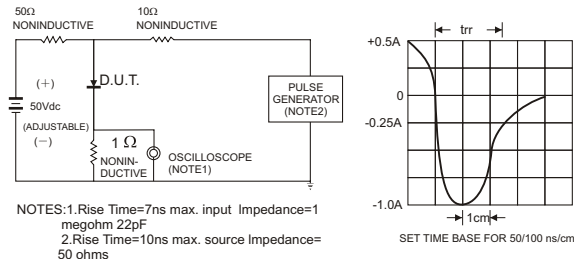 50Ω
NONINDUCTIVE
10Ω
NONINDUCTIVE
(+)
50Vdc
(ADJUSTABLE)
(−)
D.U.T.
1 Ω
NONIN-
DUCTIVE
OSCILLOSCOPE
(NOTE1)
PULSE
GENERATOR
(NOTE2)
NOTES:1.Rise Time=7ns max. input Impedance=1
megohm 22pF
2.Rise Time=10ns max. source Impedance=
50 ohms
trr
+0.5A
0
-0.25A
-1.0A
1cm
SET TIME BASE FOR 50/100 ns/cm